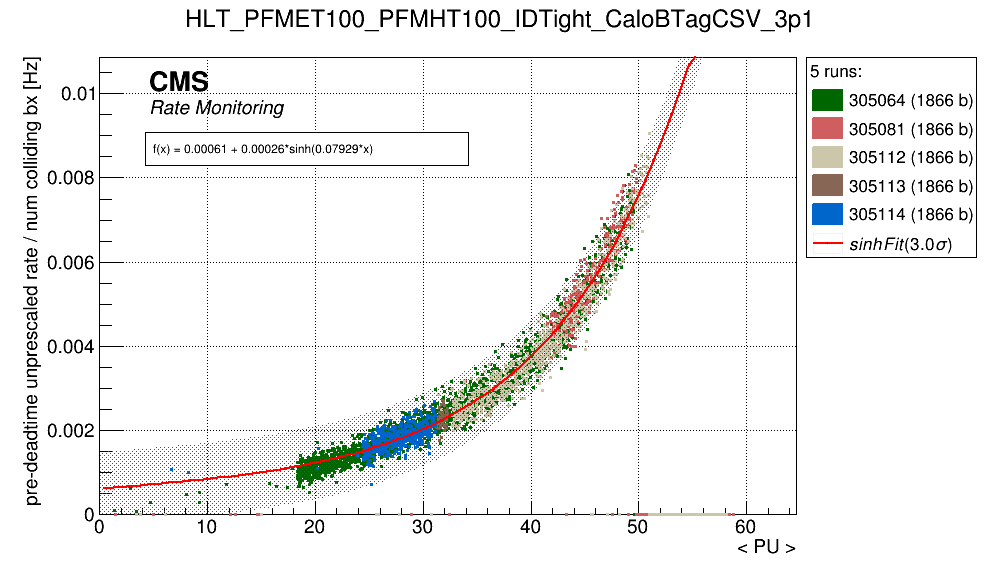 HLT_PFMET100_PFMHT100_IDTight_CaloBTagCSV_3p1
pre-deadtime unprescaled rate / num colliding bx [Hz]
CMS
Rate Monitoring
f(x) = 0.00061 + 0.00026*sinh(0.07929*x)
0.01
0.008
0.006
0.004
0.002
0
0 10 20 30 40 50 60
< PU >
5 runs:
305064 (1866 b)
305081 (1866 b)
305112 (1866 b)
305113 (1866 b)
305114 (1866 b)
sinhFit(3.0σ)